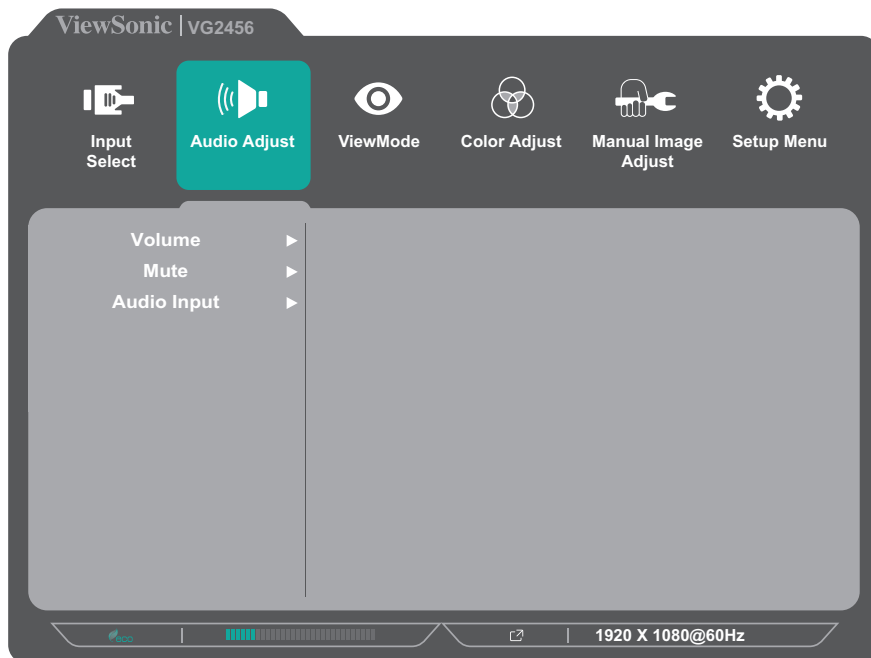 ViewSonic | VG2456
Input
Select
Audio Adjust
ViewMode
Color Adjust
Manual Image
Adjust
Setup Menu
Volume
Mute
Audio Input
eco
1920 X 1080@60Hz